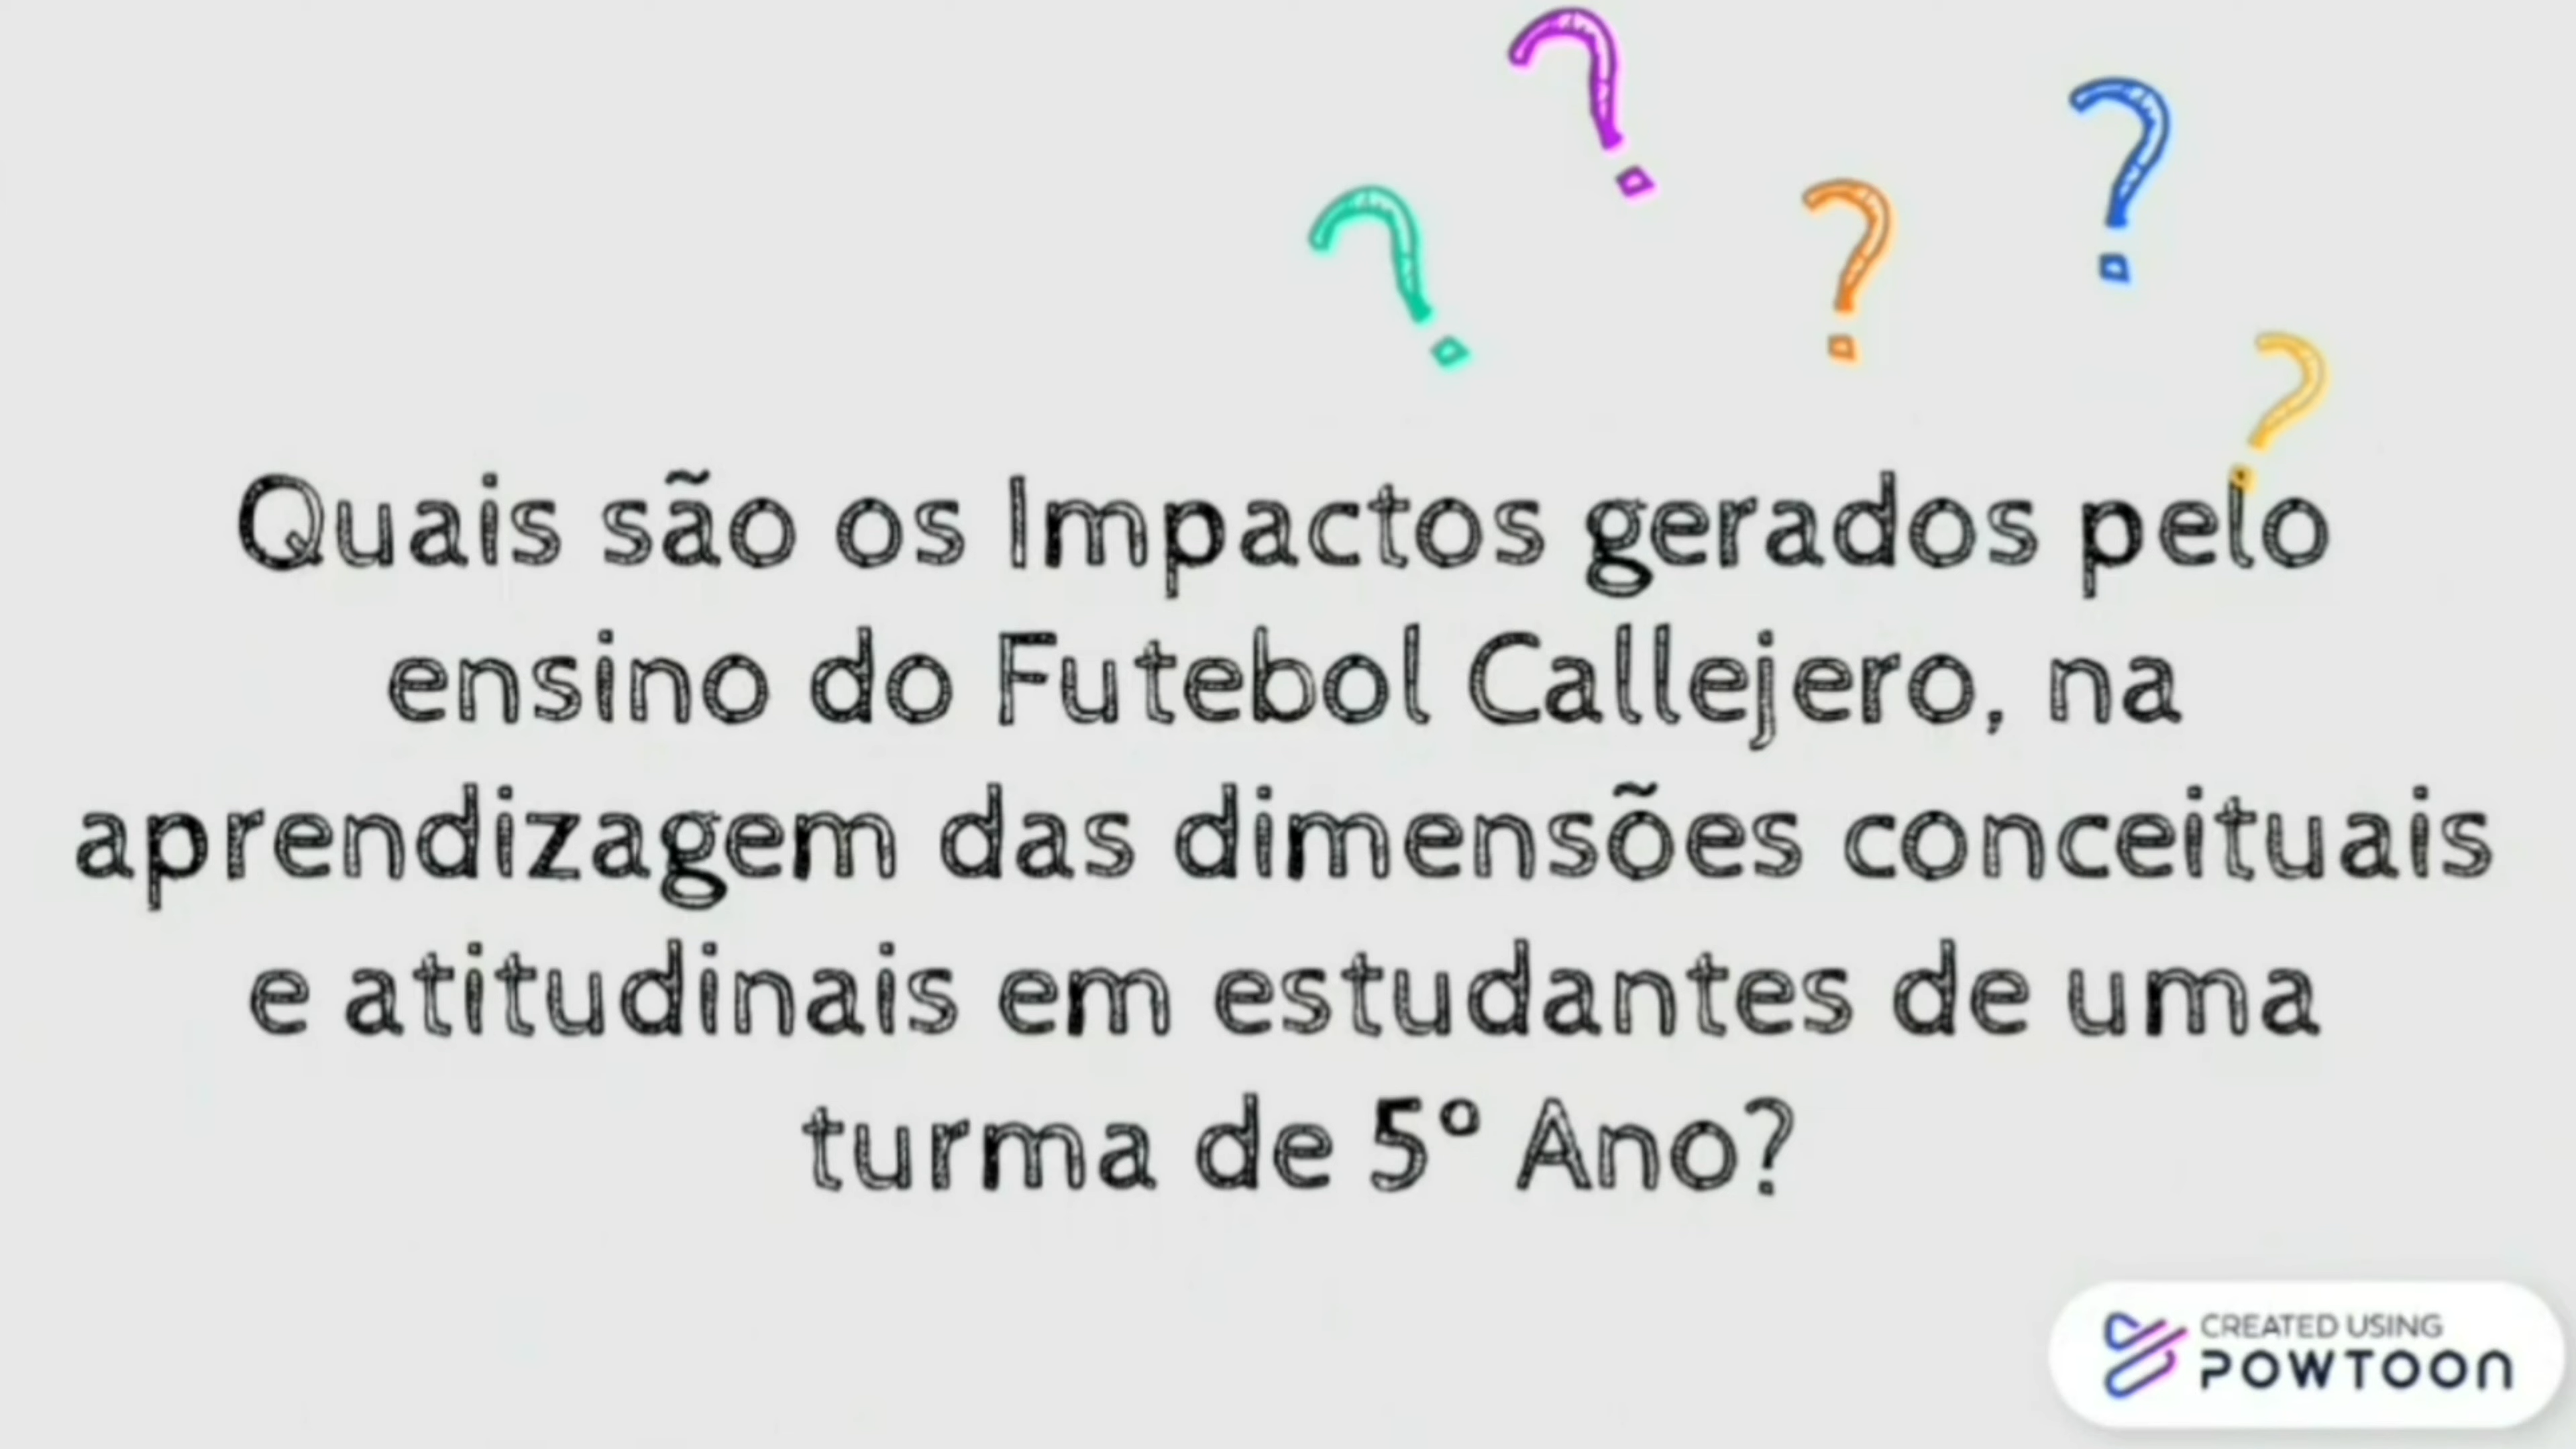 Quais são os Impactos gerados pelo
ensino do Futebol Callejero, na
aprendizagem das dimensões conceituais
e atitudinais em estudantes de uma
turma de 5º Ano?
CREATED USING
POWTOON